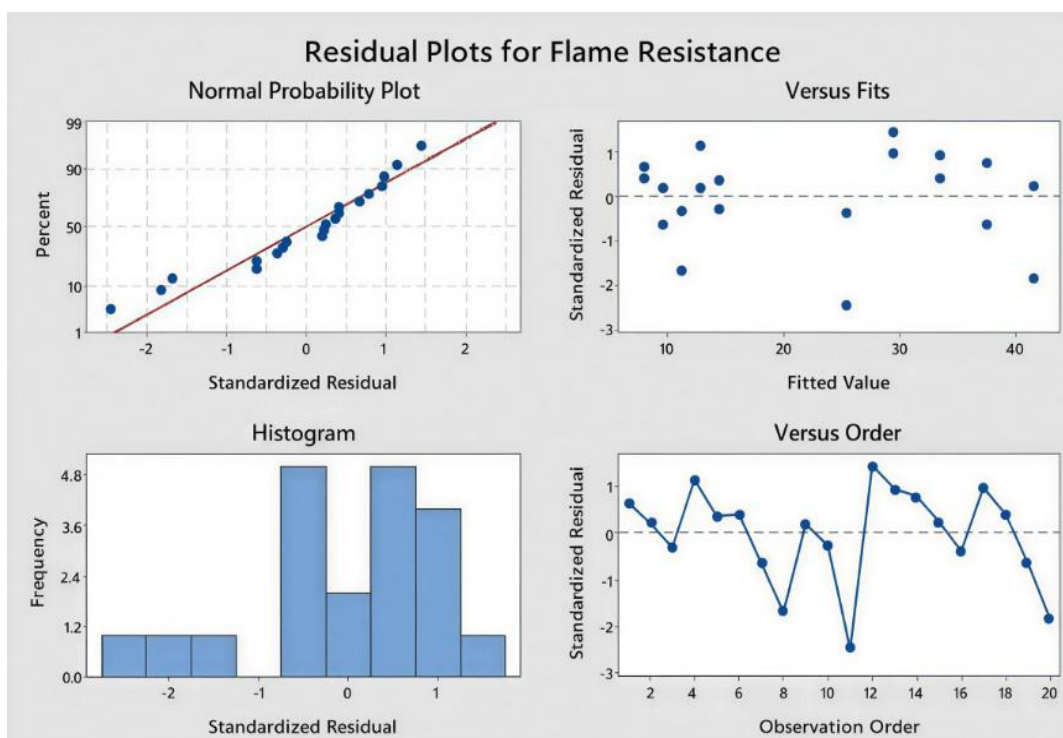 Residual Plots for Flame Resistance
Normal Probability Plot
99
90
50
10
1
Percent
-2 -1 0 1 2
Standardized Residual
Versus Fits
1
0
-1
-2
-3
Standardized Residual
10 20 30 40
Fitted Value
Histogram
4.8
3.6
2.4
1.2
0.0
Frequency
-2 -1 0 1
Standardized Residual
Versus Order
1
0
-1
-2
-3
Standardized Residual
2 4 6 8 10 12 14 16 18 20
Observation Order